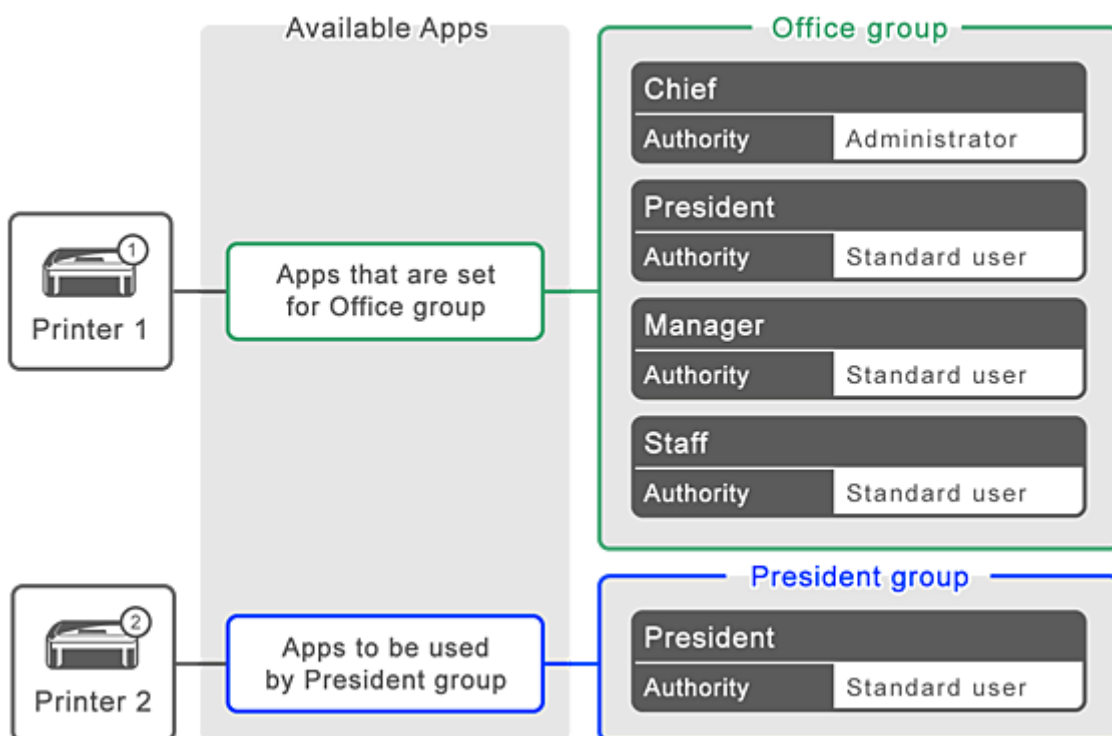 Available Apps
Office group
Chief
Authority Administrator
President
Authority Standard user
Manager
Authority Standard user
Staff
Authority Standard user
1
Printer 1
Apps that are set
for Office group
President group
President
Authority Standard user
2
Printer 2
Apps to be used
by President group